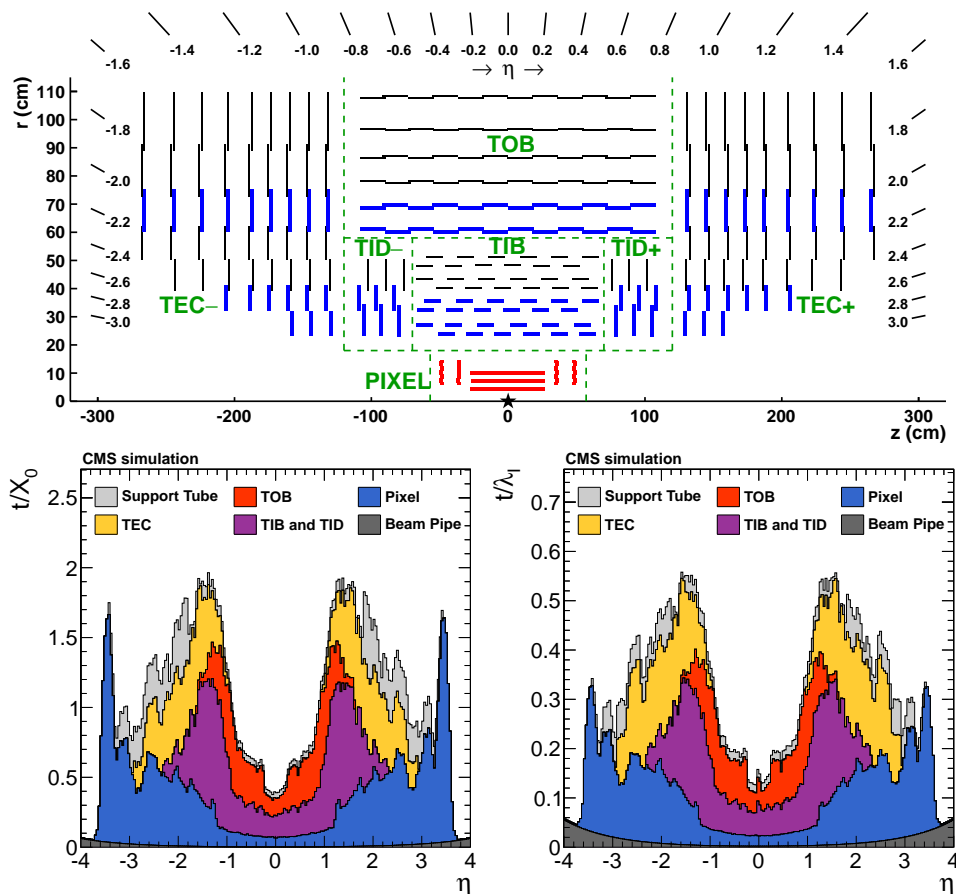 -1.6 -1.4 -1.2 -1.0 -0.8 -0.6 -0.4 -0.2 0.0 0.2 0.4 0.6 0.8 1.0 1.2 1.4 1.6
→ η →
r (cm)
110
100
90
80
70
60
50
40
30
20
10
0
-1.8
-2.0
-2.2
-2.4
-2.6
-2.8
-3.0
1.8
2.0
2.2
2.4
2.6
2.8
3.0
TOB
TID−
TIB
TID+
TEC−
TEC+
PIXEL
-300 -200 -100 0 100 200 300
z (cm)
CMS simulation
t/X0
2.5
2
1.5
1
0.5
0
Support Tube TOB Pixel
TEC TIB and TID Beam Pipe
-4 -3 -2 -1 0 1 2 3 4
η
CMS simulation
t/λI
0.7
0.6
0.5
0.4
0.3
0.2
0.1
0
Support Tube TOB Pixel
TEC TIB and TID Beam Pipe
-4 -3 -2 -1 0 1 2 3 4
η